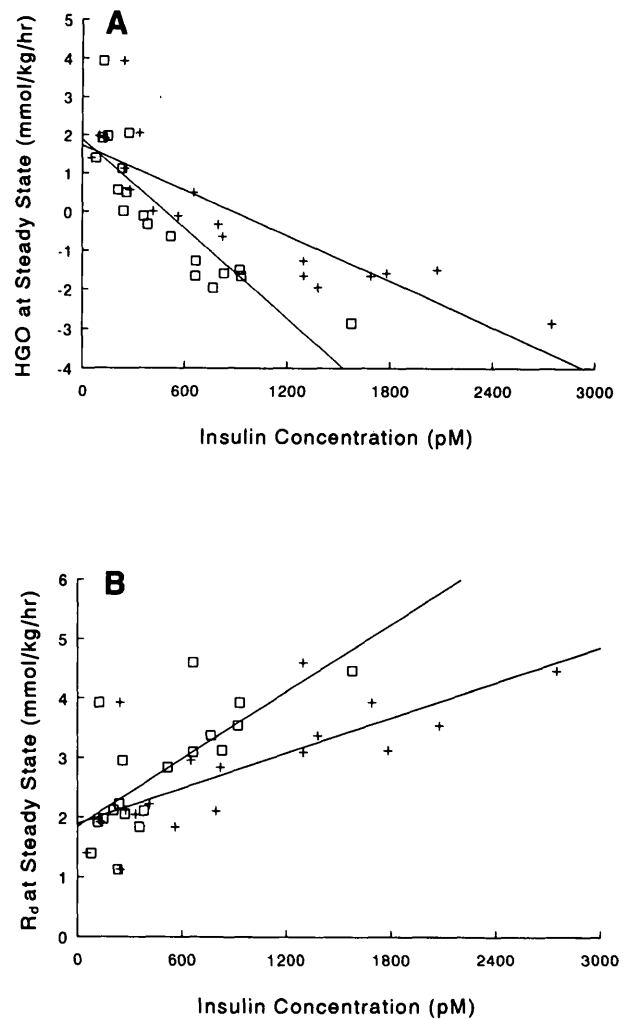 A
HGO at Steady State (mmol/kg/hr)
5
4
3
2
1
0
-1
-2
-3
-4
0 600 1200 1800 2400 3000
Insulin Concentration (pM)
B
Rd at Steady State (mmol/kg/hr)
6
5
4
3
2
1
0
0 600 1200 1800 2400 3000
Insulin Concentration (pM)